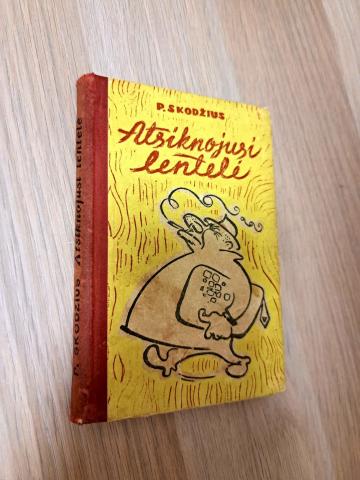 P. SKODŽIUS
Atsiknojusi
lentelė
P. SKODŽIUS Atsiknojusi lentelė